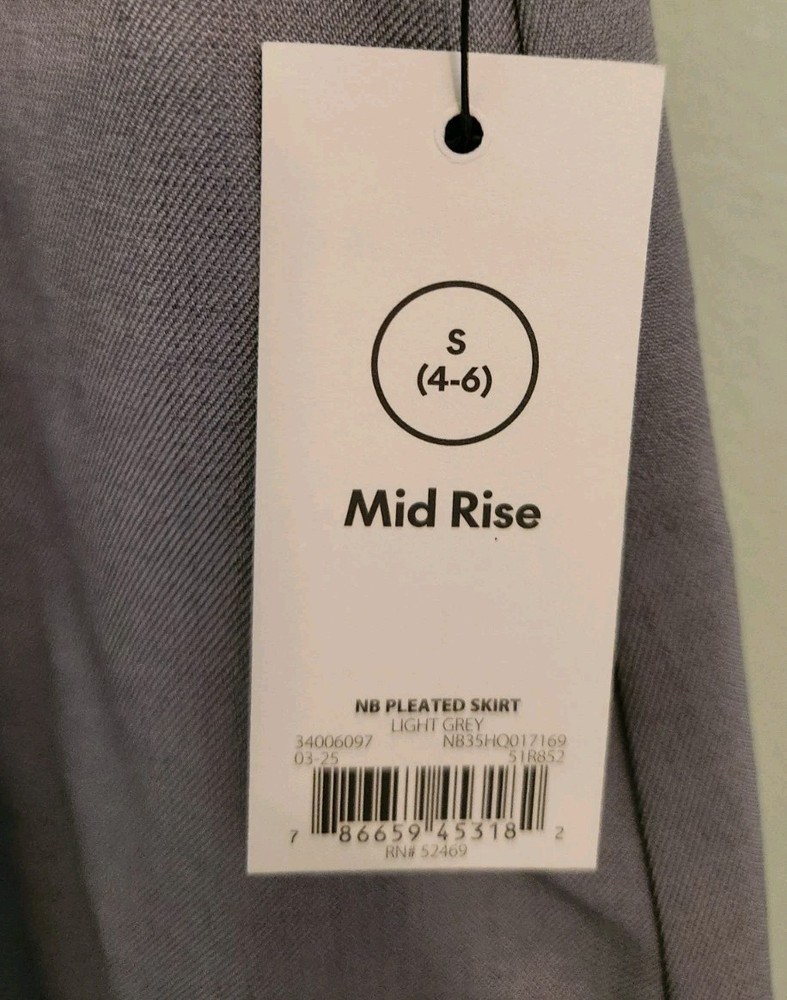 S
(4-6)
Mid Rise
NB PLEATED SKIRT
LIGHT GREY
34006097 NB35HQ017169
03-25 51R852
7 86659 45318 2
RN# 52469